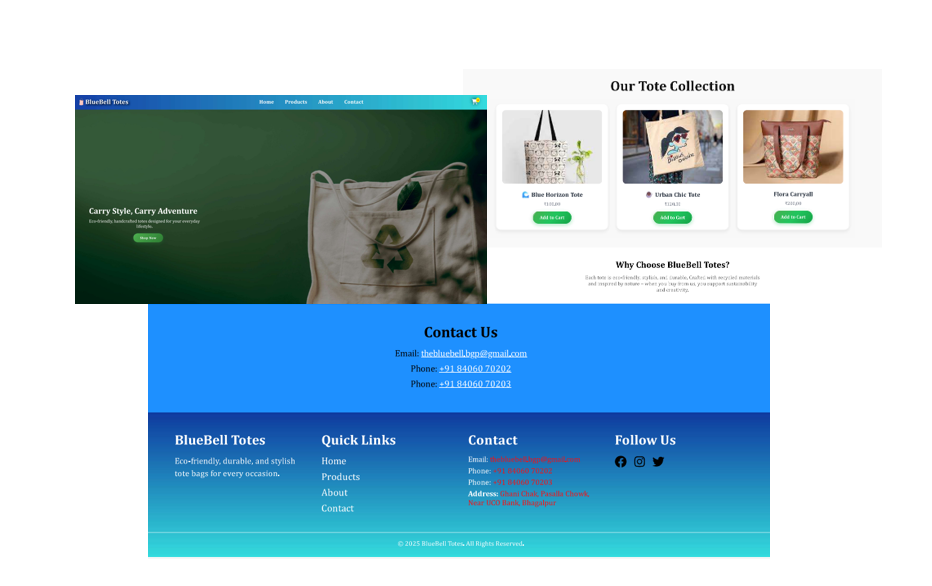 BlueBell Totes
Home Products About Contact
Carry Style, Carry Adventure
Eco-friendly, handcrafted totes designed for your everyday
lifestyle.
Shop Now
Our Tote Collection
Blue Horizon Tote
Add to Cart
Urban Chic Tote
Add to Cart
Flora Carryall
Add to Cart
Why Choose BlueBell Totes?
Each tote is eco-friendly, stylish, and durable. Crafted with recycled materials
and inspired by nature – when you buy from us, you support sustainability
and creativity.
Contact Us
Email: thebluebell.bgp@gmail.com
Phone: +91 84060 70202
Phone: +91 84060 70203
BlueBell Totes
Eco-friendly, durable, and stylish
tote bags for every occasion.
Quick Links
Home
Products
About
Contact
Contact
Email:
Phone: +91 84060 70202
Phone: +91 84060 70203
Address: Chowk,
Near UCO Bank, Bhagalpur
Follow Us
© 2025 BlueBell Totes. All Rights Reserved.